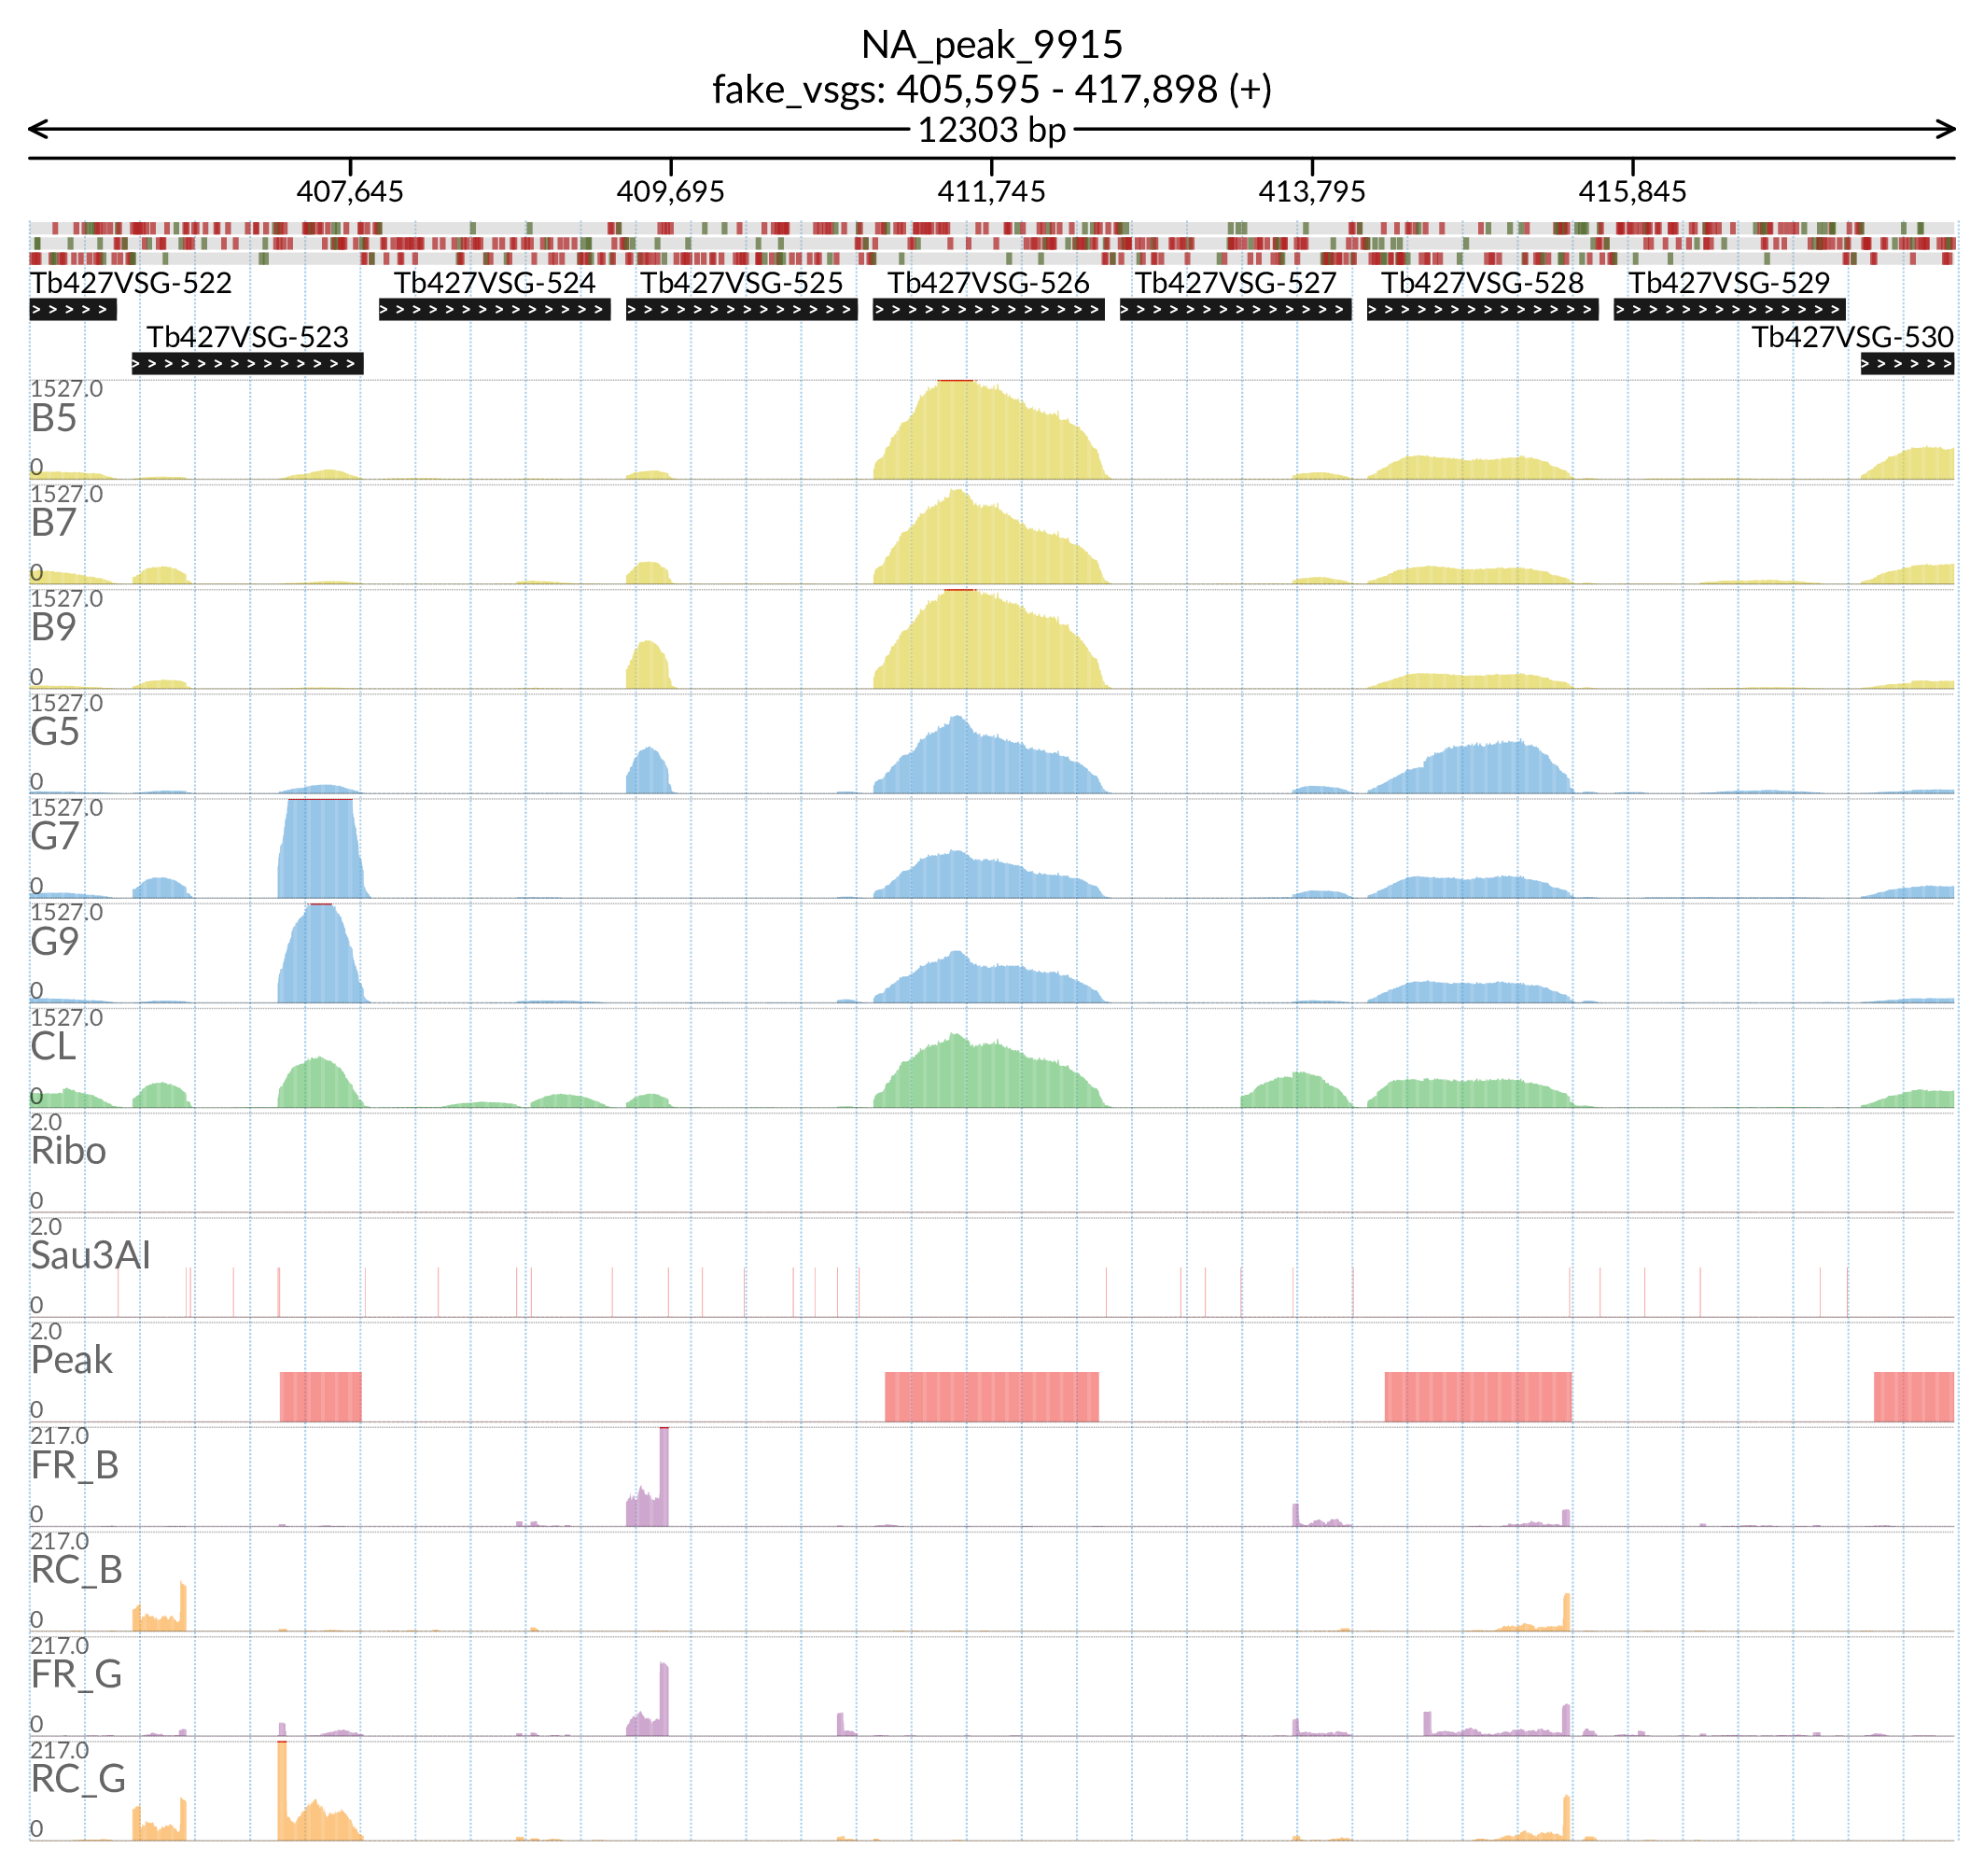 NA_peak_9915
fake_vsgs: 405,595 - 417,898 (+)
12303 bp
407,645 409,695 411,745 413,795 415,845
Tb427VSG-522 Tb427VSG-524 Tb427VSG-525 Tb427VSG-526 Tb427VSG-527 Tb427VSG-528 Tb427VSG-529
Tb427VSG-523 Tb427VSG-530
1527.0
B5
0
1527.0
B7
0
1527.0
B9
0
1527.0
G5
0
1527.0
G7
0
1527.0
G9
0
1527.0
CL
0
2.0
Ribo
0
2.0
Sau3AI
0
2.0
Peak
0
217.0
FR_B
0
217.0
RC_B
0
217.0
FR_G
0
217.0
RC_G
0